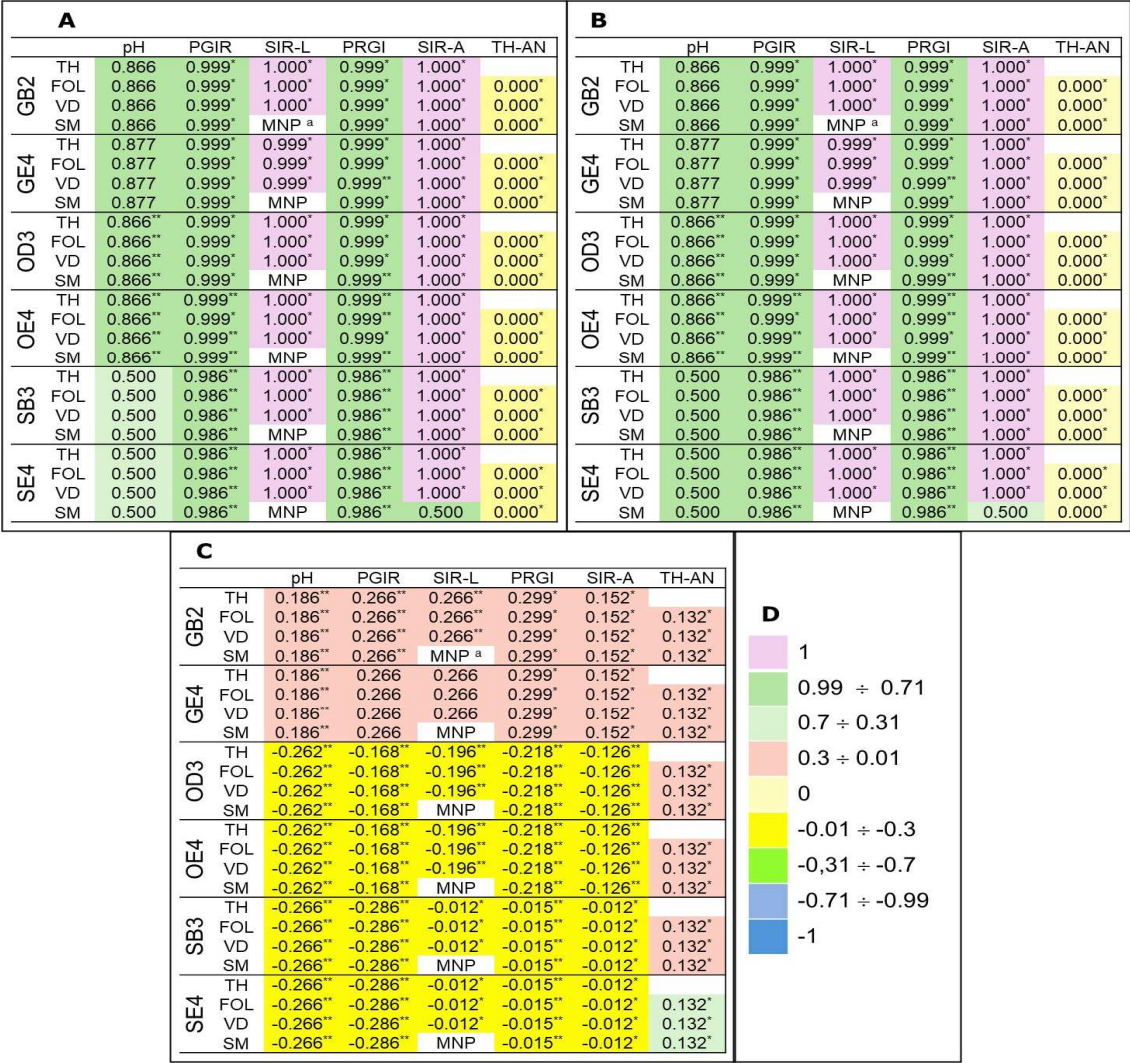 A
pH PGIR SIR-L PRGI SIR-A TH-AN
GB2
TH 0.866 0.999* 1.000* 0.999* 1.000*
FOL 0.866 0.999* 1.000* 0.999* 1.000* 0.000*
VD 0.866 0.999* 1.000* 0.999* 1.000* 0.000*
SM 0.866 0.999* MNP a 0.999* 1.000* 0.000*
GE4
TH 0.877 0.999* 0.999* 0.999* 1.000*
FOL 0.877 0.999* 0.999* 0.999* 1.000* 0.000*
VD 0.877 0.999* 0.999* 0.999** 1.000* 0.000*
SM 0.877 0.999* MNP 0.999* 1.000* 0.000*
OD3
TH 0.866** 0.999* 1.000* 0.999* 1.000*
FOL 0.866** 0.999* 1.000* 0.999* 1.000* 0.000*
VD 0.866** 0.999* 1.000* 0.999* 1.000* 0.000*
SM 0.866** 0.999* MNP 0.999** 1.000* 0.000*
OE4
TH 0.866** 0.999** 1.000* 0.999* 1.000*
FOL 0.866** 0.999* 1.000* 0.999* 1.000* 0.000*
VD 0.866** 0.999** 1.000* 0.999* 1.000* 0.000*
SM 0.866** 0.999** MNP 0.999** 1.000* 0.000*
SB3
TH 0.500 0.986** 1.000* 0.986** 1.000*
FOL 0.500 0.986** 1.000* 0.986** 1.000* 0.000*
VD 0.500 0.986** 1.000* 0.986** 1.000* 0.000*
SM 0.500 0.986** MNP 0.986** 1.000* 0.000*
SE4
TH 0.500 0.986** 1.000* 0.986** 1.000*
FOL 0.500 0.986** 1.000* 0.986** 1.000* 0.000*
VD 0.500 0.986** 1.000* 0.986** 1.000* 0.000*
SM 0.500 0.986** MNP 0.986** 0.500 0.000*
B
pH PGIR SIR-L PRGI SIR-A TH-AN
GB2
TH 0.866 0.999* 1.000* 0.999* 1.000*
FOL 0.866 0.999* 1.000* 0.999* 1.000* 0.000*
VD 0.866 0.999* 1.000* 0.999* 1.000* 0.000*
SM 0.866 0.999* MNP a 0.999* 1.000* 0.000*
GE4
TH 0.877 0.999* 0.999* 0.999* 1.000*
FOL 0.877 0.999* 0.999* 0.999* 1.000* 0.000*
VD 0.877 0.999* 0.999* 0.999** 1.000* 0.000*
SM 0.877 0.999* MNP 0.999* 1.000* 0.000*
OD3
TH 0.866** 0.999* 1.000* 0.999* 1.000*
FOL 0.866** 0.999* 1.000* 0.999* 1.000* 0.000*
VD 0.866** 0.999* 1.000* 0.999* 1.000* 0.000*
SM 0.866** 0.999* MNP 0.999** 1.000* 0.000*
OE4
TH 0.866** 0.999** 1.000* 0.999* 1.000*
FOL 0.866** 0.999* 1.000* 0.999* 1.000* 0.000*
VD 0.866** 0.999** 1.000* 0.999* 1.000* 0.000*
SM 0.866** 0.999** MNP 0.999** 1.000* 0.000*
SB3
TH 0.500 0.986** 1.000* 0.986** 1.000*
FOL 0.500 0.986** 1.000* 0.986** 1.000* 0.000*
VD 0.500 0.986** 1.000* 0.986** 1.000* 0.000*
SM 0.500 0.986** MNP 0.986** 1.000* 0.000*
SE4
TH 0.500 0.986** 1.000* 0.986** 1.000*
FOL 0.500 0.986** 1.000* 0.986** 1.000* 0.000*
VD 0.500 0.986** 1.000* 0.986** 1.000* 0.000*
SM 0.500 0.986** MNP 0.986** 0.500 0.000*
C
pH PGIR SIR-L PRGI SIR-A TH-AN
GB2
TH 0.186** 0.266** 0.266** 0.299* 0.152*
FOL 0.186** 0.266** 0.266** 0.299* 0.152* 0.132*
VD 0.186** 0.266** 0.266** 0.299* 0.152* 0.132*
SM 0.186** 0.266** MNP a 0.299* 0.152* 0.132*
GE4
TH 0.186** 0.266 0.266 0.299* 0.152*
FOL 0.186** 0.266 0.266 0.299* 0.152* 0.132*
VD 0.186** 0.266 0.266 0.299* 0.152* 0.132*
SM 0.186** 0.266 MNP 0.299* 0.152* 0.132*
OD3
TH -0.262** -0.168** -0.196** -0.218** -0.126**
FOL -0.262** -0.168** -0.196** -0.218** -0.126** 0.132*
VD -0.262** -0.168** -0.196** -0.218** -0.126** 0.132*
SM -0.262** -0.168** MNP -0.218** -0.126** 0.132*
OE4
TH -0.262** -0.168** -0.196** -0.218** -0.126**
FOL -0.262** -0.168** -0.196** -0.218** -0.126** 0.132*
VD -0.262** -0.168** -0.196** -0.218** -0.126** 0.132*
SM -0.262** -0.168** MNP -0.218** -0.126** 0.132*
SB3
TH -0.266** -0.286** -0.012* -0.015** -0.012*
FOL -0.266** -0.286** -0.012* -0.015** -0.012* 0.132*
VD -0.266** -0.286** -0.012* -0.015** -0.012* 0.132*
SM -0.266** -0.286** MNP -0.015** -0.012* 0.132*
SE4
TH -0.266** -0.286** -0.012* -0.015** -0.012*
FOL -0.266** -0.286** -0.012* -0.015** -0.012* 0.132*
VD -0.266** -0.286** -0.012* -0.015** -0.012* 0.132*
SM -0.266** -0.286** MNP -0.015** -0.012* 0.132*
D
1
0.99 ÷ 0.71
0.7 ÷ 0.31
0.3 ÷ 0.01
0
-0.01 ÷ -0.3
-0,31 ÷ -0.7
-0.71 ÷ -0.99
-1